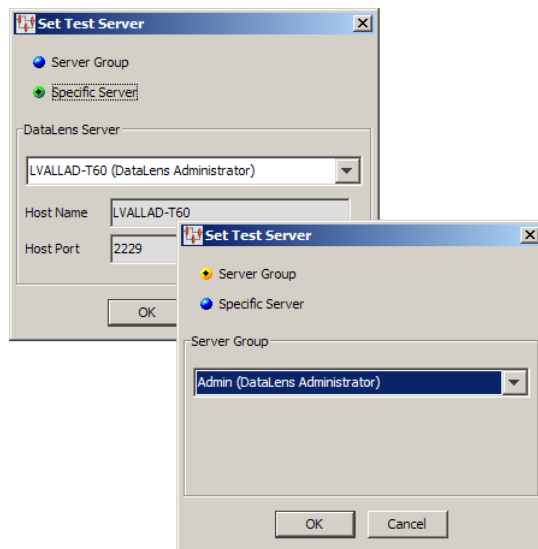 Set Test Server
Server Group
Specific Server
DataLens Server
LVALLAD-T60 (DataLens Administrator)
Host Name LVALLAD-T60
Host Port 2229
OK
Set Test Server
Server Group
Specific Server
Server Group
Admin (DataLens Administrator)
OK Cancel